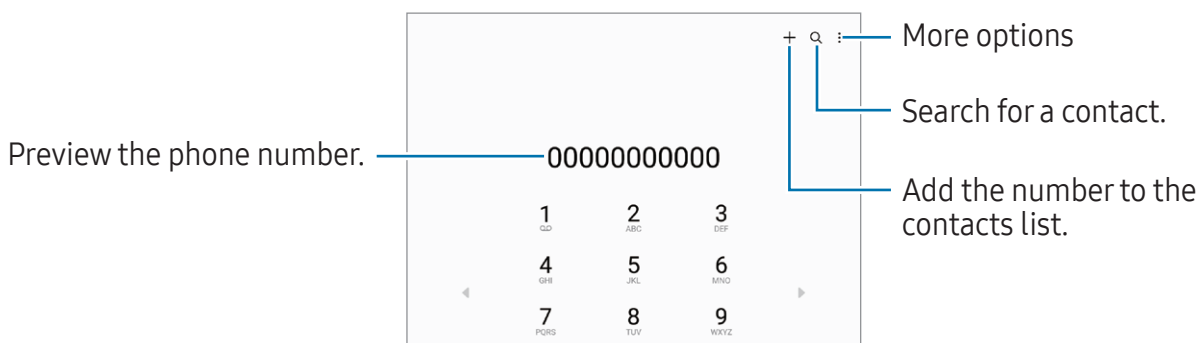 More options
Search for a contact.
Preview the phone number.
00000000000
Add the number to the
contacts list.
1 2 3
ABC DEF
4 5 6
GHI JKL MNO
7 8 9
PQRS TUV WXYZ